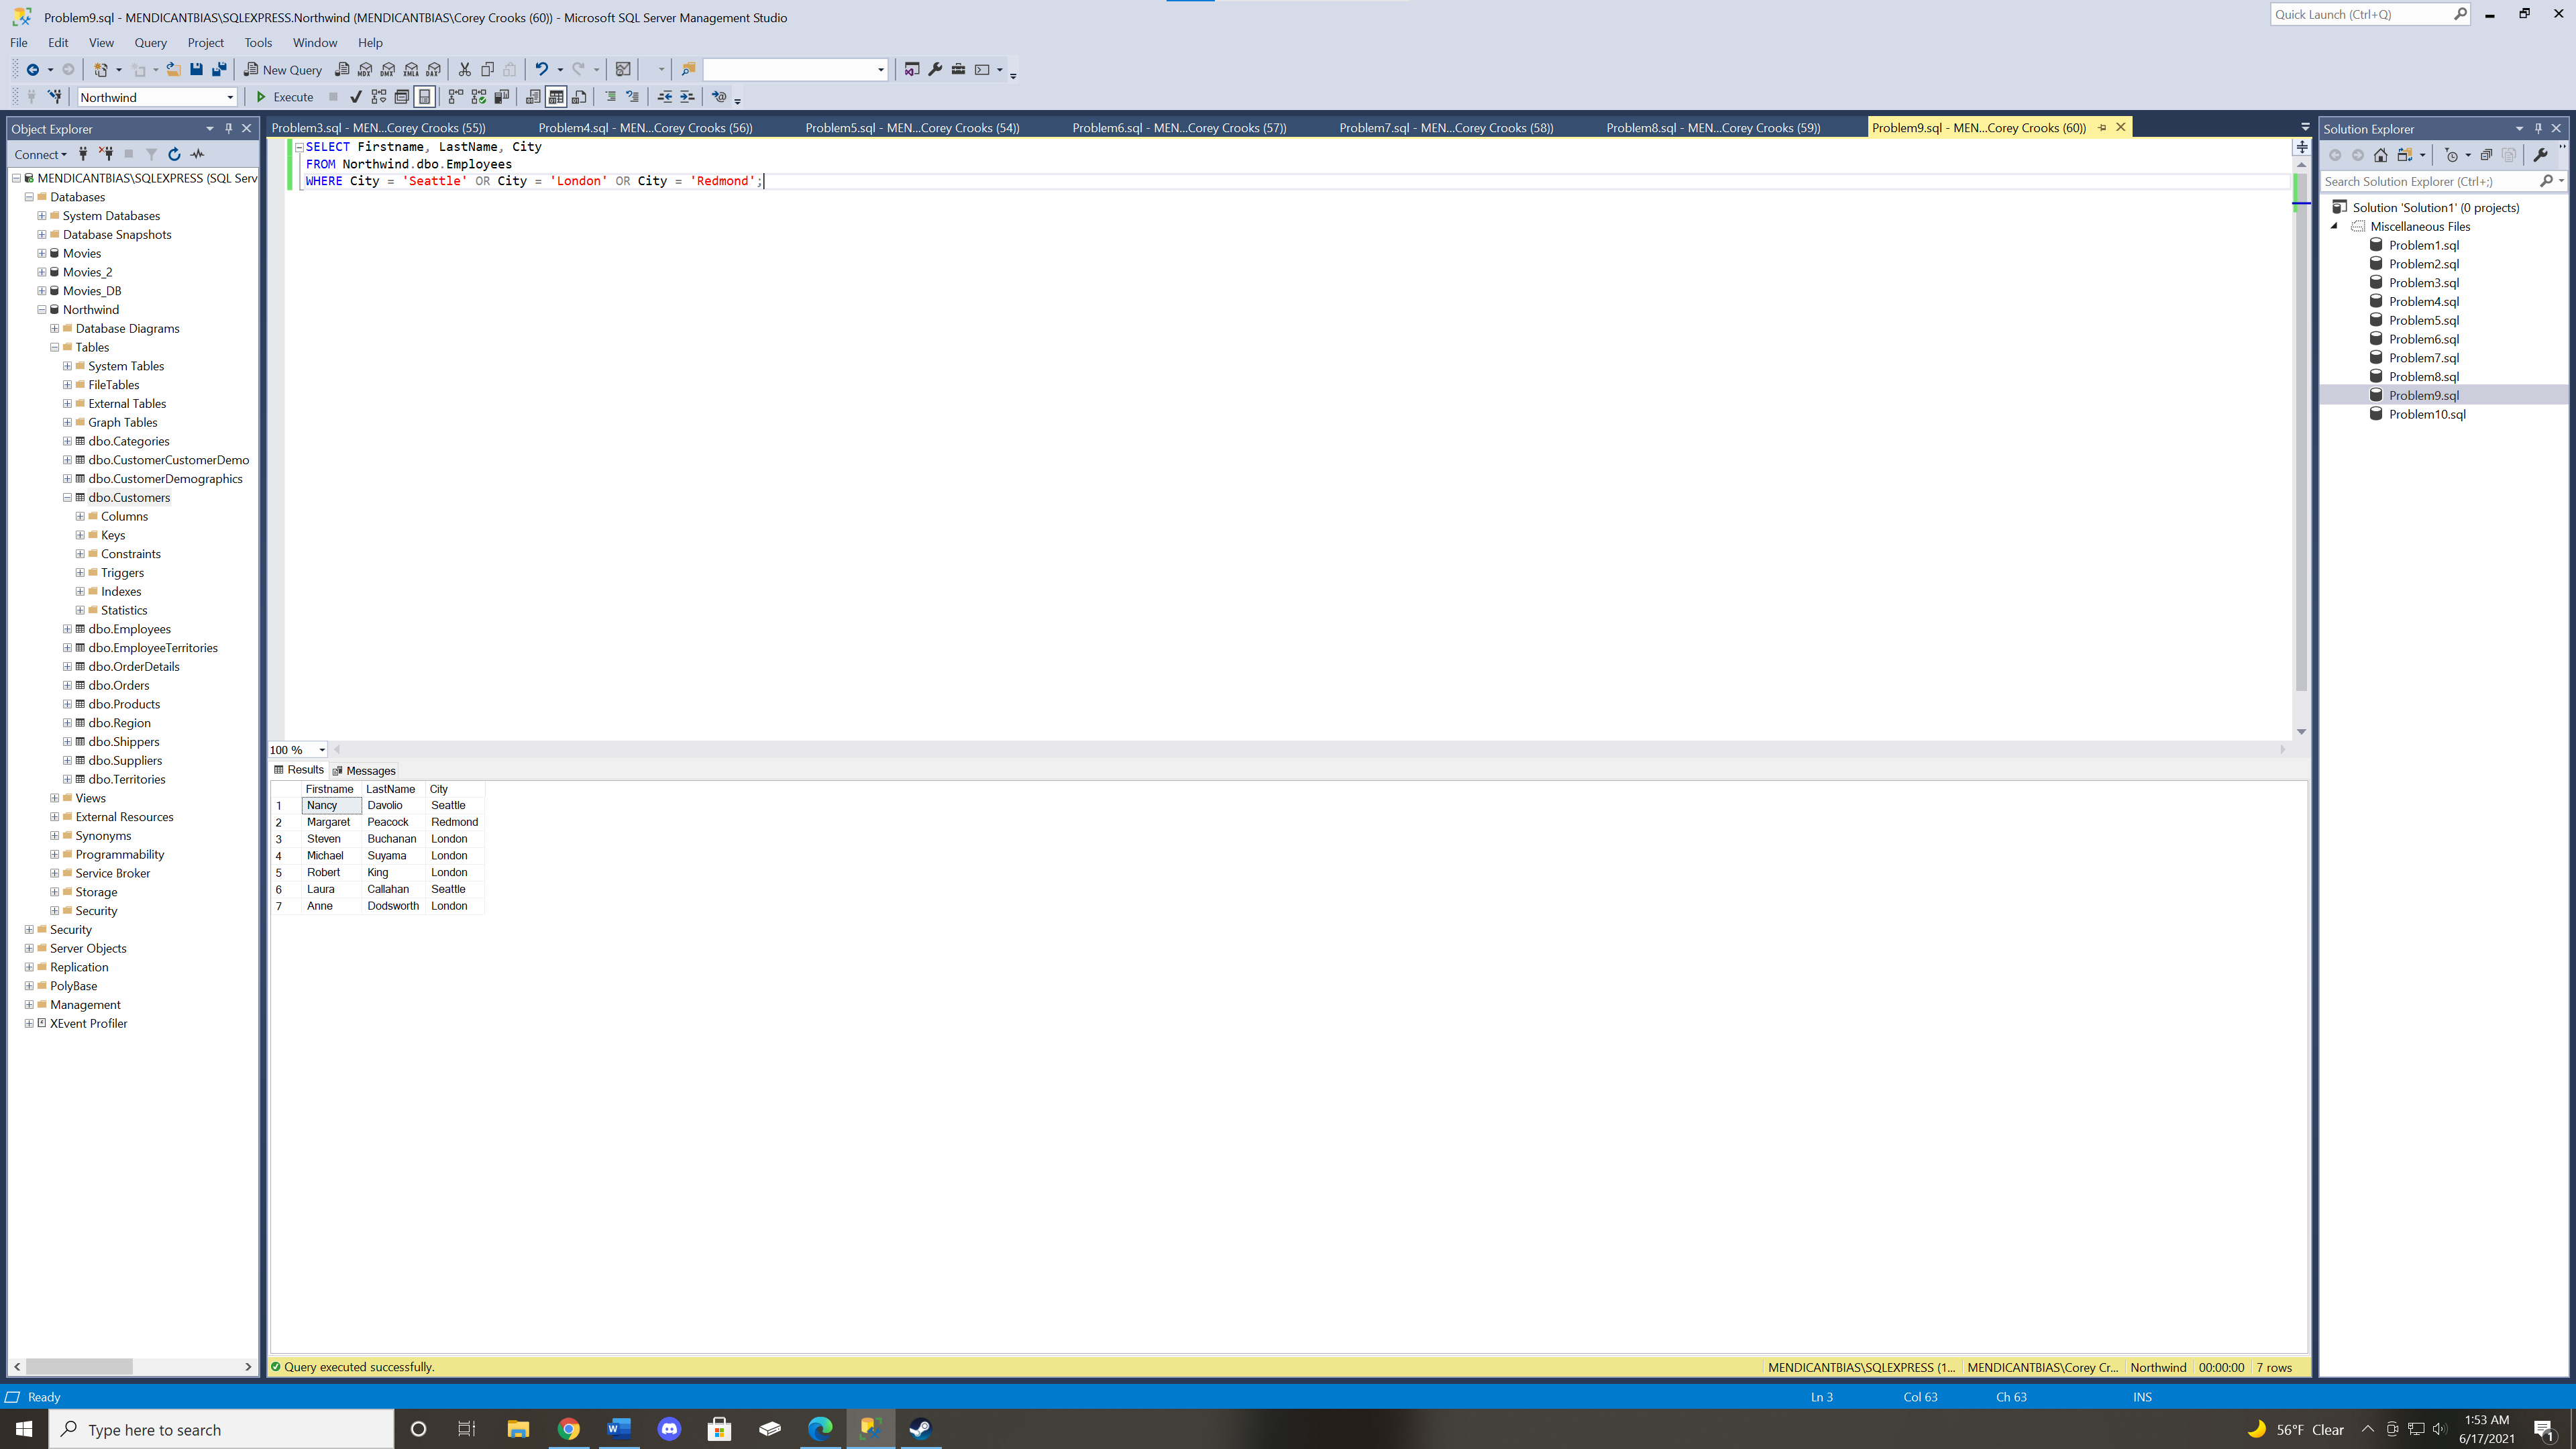 Problem9.sql - MENDICANTBIAS\SQLEXPRESS.Northwind (MENDICANTBIAS\Corey Crooks (60)) - Microsoft SQL Server Management Studio
Quick Launch (Ctrl+Q)
File Edit View Query Project Tools Window Help
New Query
MDX DMX XMLA DAX
Northwind Execute
Object Explorer
Connect
MENDICANTBIAS\SQLEXPRESS (SQL Serv
Databases
System Databases
Database Snapshots
Movies
Movies_2
Movies_DB
Northwind
Database Diagrams
Tables
System Tables
FileTables
External Tables
Graph Tables
dbo.Categories
dbo.CustomerCustomerDemo
dbo.CustomerDemographics
dbo.Customers
Columns
Keys
Constraints
Triggers
Indexes
Statistics
dbo.Employees
dbo.EmployeeTerritories
dbo.OrderDetails
dbo.Orders
dbo.Products
dbo.Region
dbo.Shippers
dbo.Suppliers
dbo.Territories
Views
External Resources
Synonyms
Programmability
Service Broker
Storage
Security
Security
Server Objects
Replication
PolyBase
Management
XEvent Profiler
Problem3.sql - MEN...Corey Crooks (55)) Problem4.sql - MEN...Corey Crooks (56)) Problem5.sql - MEN...Corey Crooks (54)) Problem6.sql - MEN...Corey Crooks (57)) Problem7.sql - MEN...Corey Crooks (58)) Problem8.sql - MEN...Corey Crooks (59)) Problem9.sql - MEN...Corey Crooks (60))
SELECT Firstname, LastName, City
FROM Northwind.dbo.Employees
WHERE City = 'Seattle' OR City = 'London' OR City = 'Redmond';
100 %
Results Messages
Firstname LastName City
1 Nancy Davolio Seattle
2 Margaret Peacock Redmond
3 Steven Buchanan London
4 Michael Suyama London
5 Robert King London
6 Laura Callahan Seattle
7 Anne Dodsworth London
Query executed successfully. MENDICANTBIAS\SQLEXPRESS (1... MENDICANTBIAS\Corey Cr... Northwind 00:00:00 7 rows
Solution Explorer
Search Solution Explorer (Ctrl+;)
Solution 'Solution1' (0 projects)
Miscellaneous Files
Problem1.sql
Problem2.sql
Problem3.sql
Problem4.sql
Problem5.sql
Problem6.sql
Problem7.sql
Problem8.sql
Problem9.sql
Problem10.sql
Ready Ln 3 Col 63 Ch 63 INS
Type here to search
56°F Clear
1:53 AM
6/17/2021
1